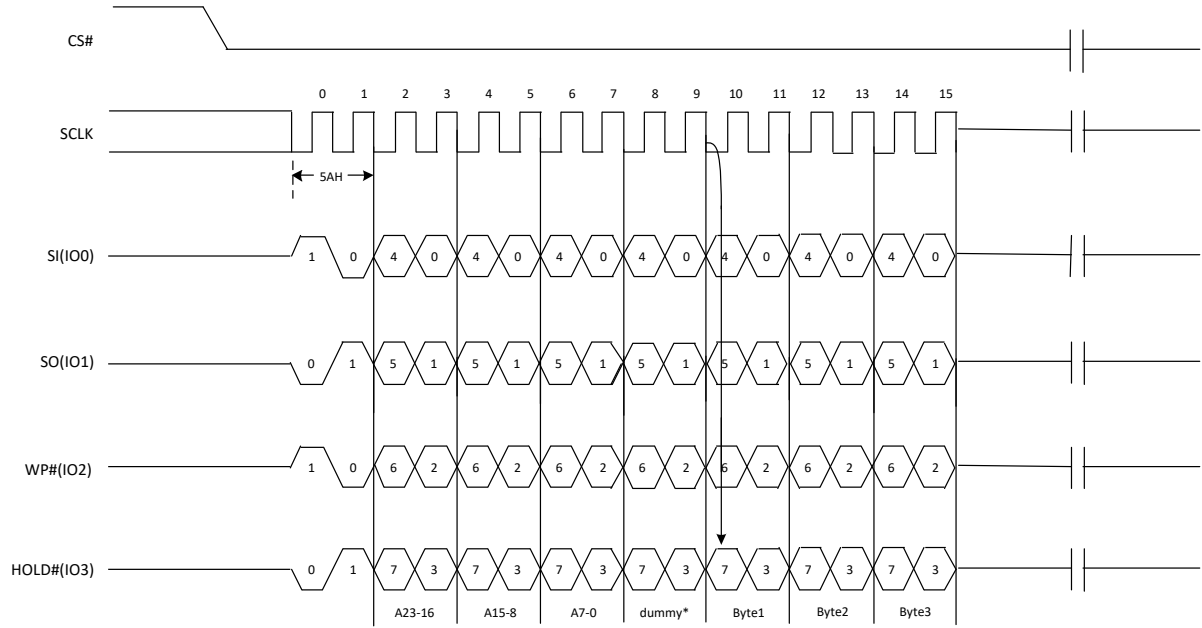 CS#
0 1 2 3 4 5 6 7 8 9 10 11 12 13 14 15
SCLK
5AH
SI(IO0) 1 0 4 0 4 0 4 0 4 0 4 0 4 0 4 0
SO(IO1) 0 1 5 1 5 1 5 1 5 1 5 1 5 1 5 1
WP#(IO2) 1 0 6 2 6 2 6 2 6 2 6 2 6 2 6 2
HOLD#(IO3) 0 1 7 3 7 3 7 3 7 3 7 3 7 3 7 3
A23-16 A15-8 A7-0 dummy* Byte1 Byte2 Byte3